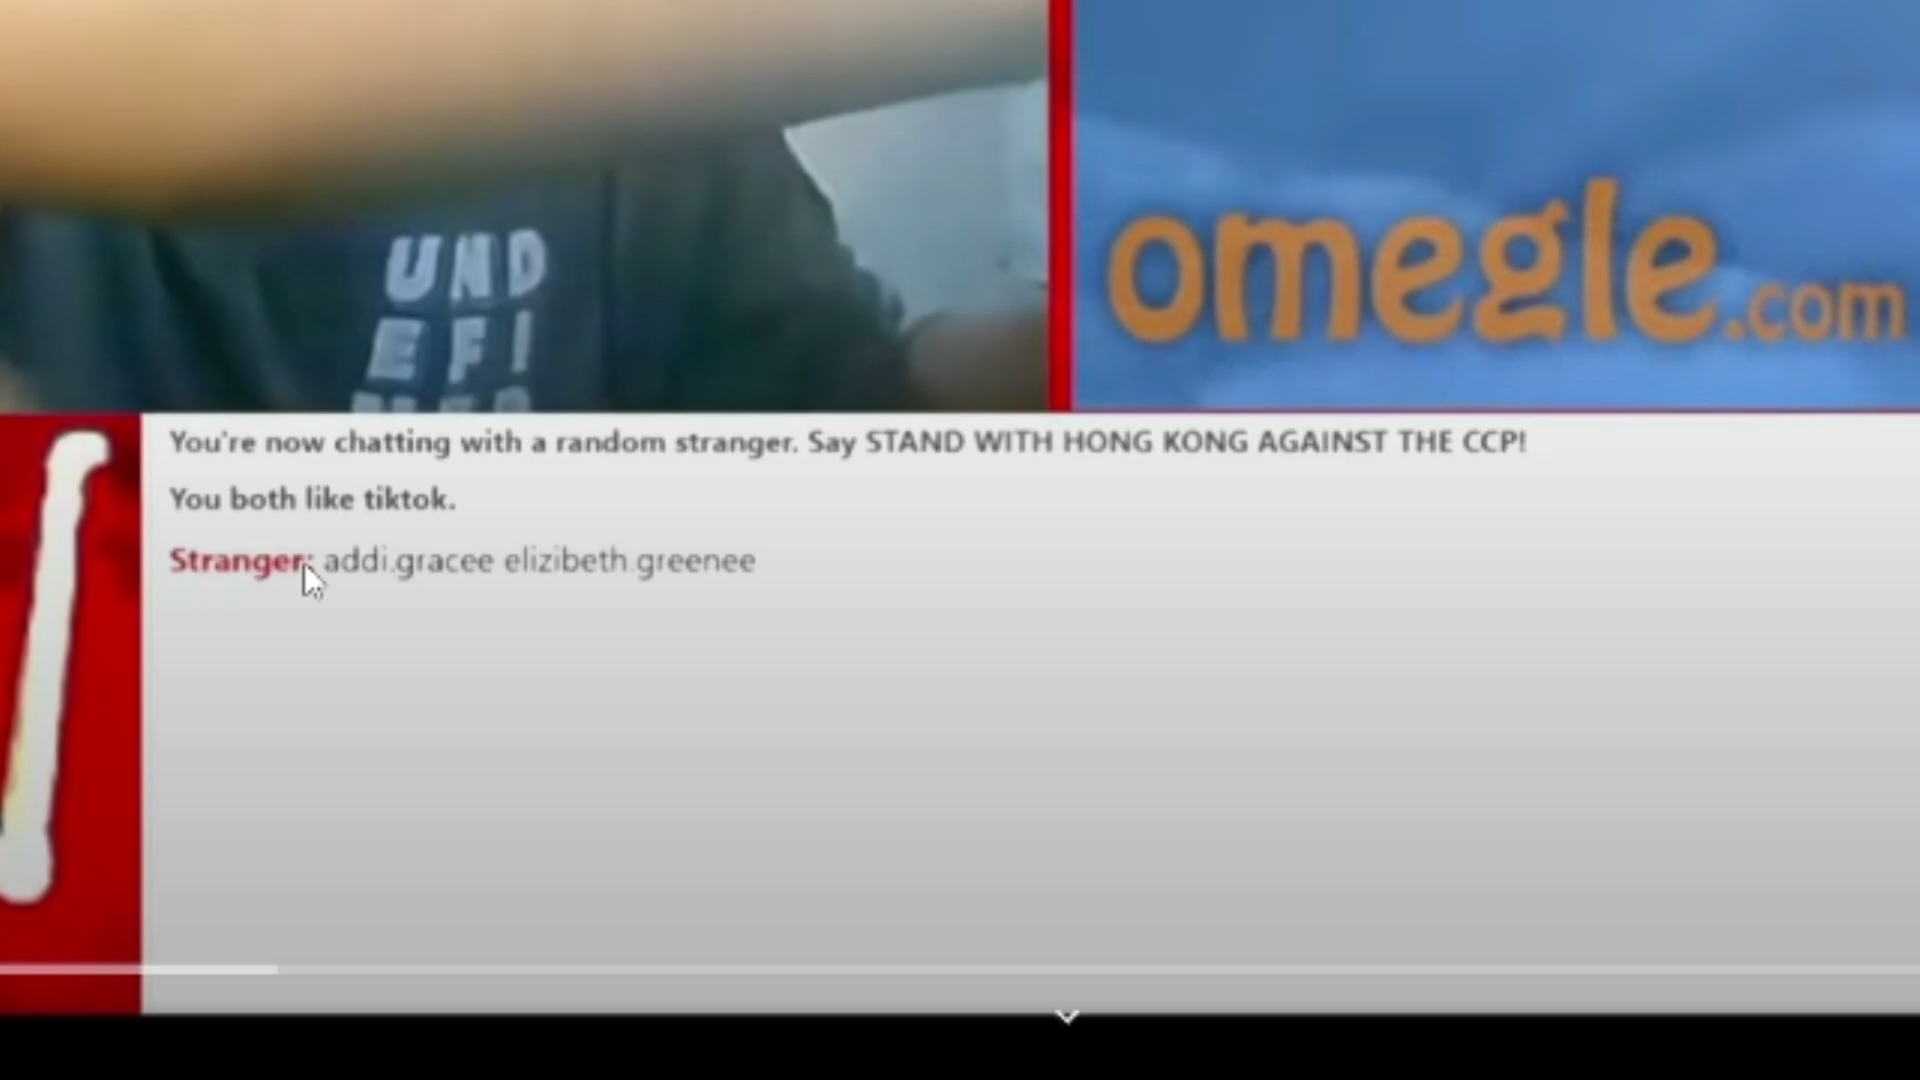 UND
EFI
omegle.com
You're now chatting with a random stranger. Say STAND WITH HONG KONG AGAINST THE CCP!
You both like tiktok.
Stranger: addi.gracee elizibeth.greenee